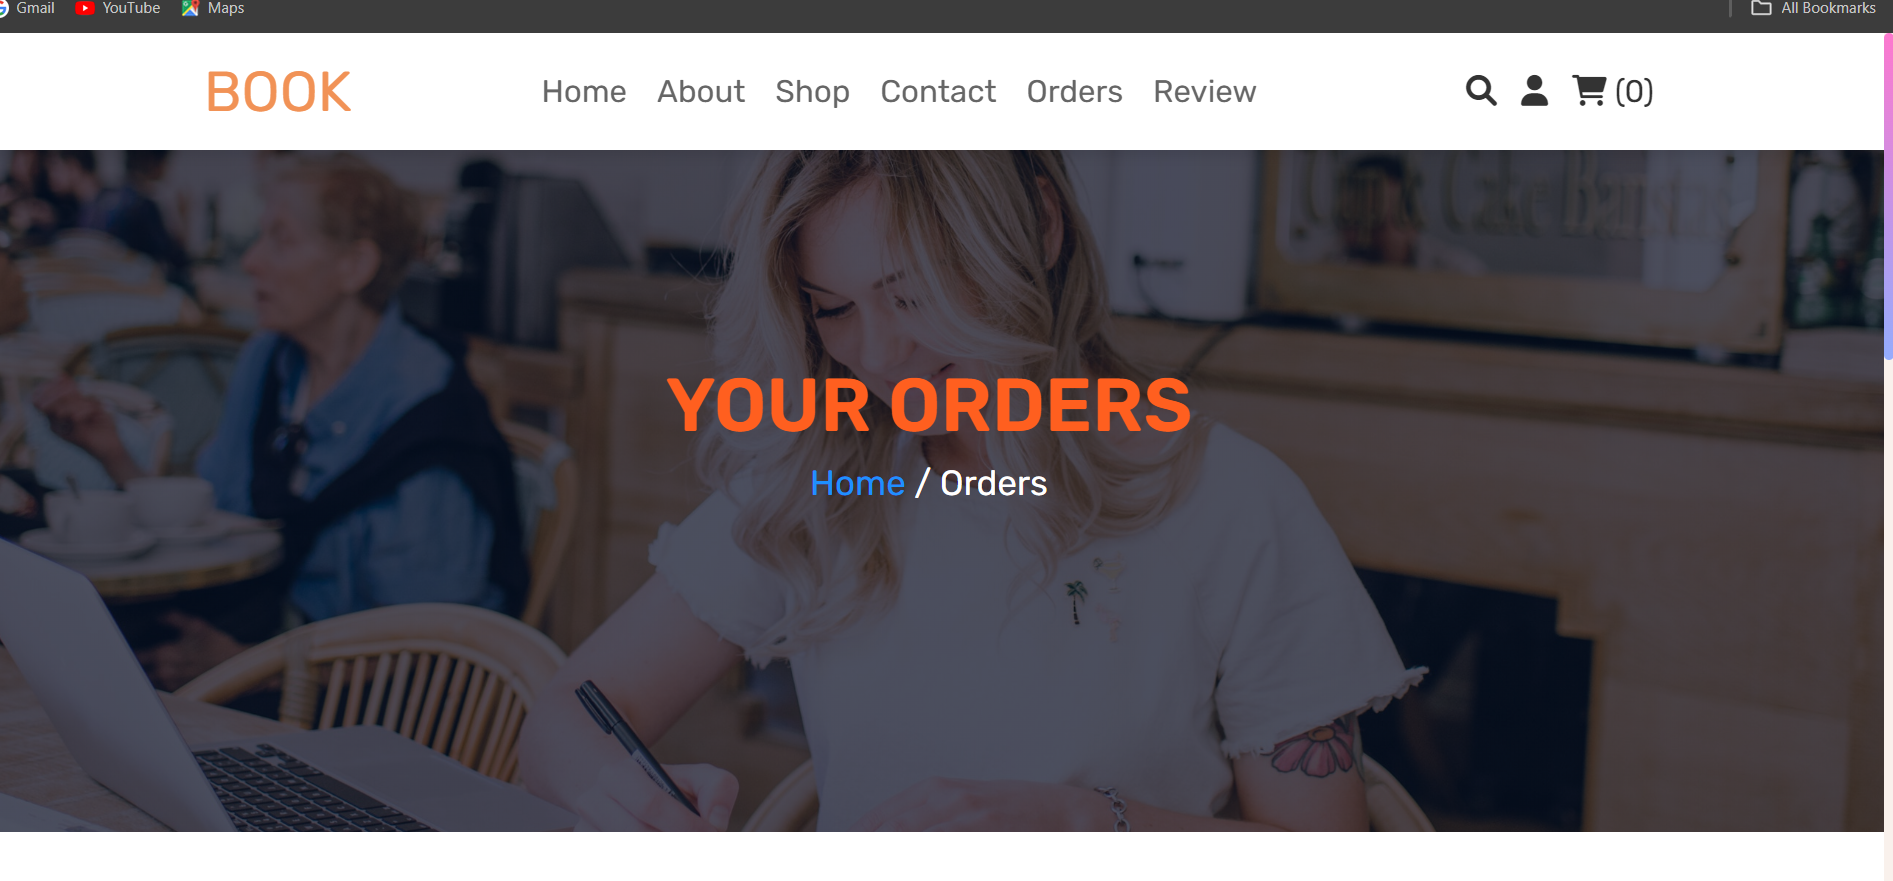 Gmail YouTube Maps All Bookmarks
BOOK Home About Shop Contact Orders Review (0)
YOUR ORDERS
Home / Orders